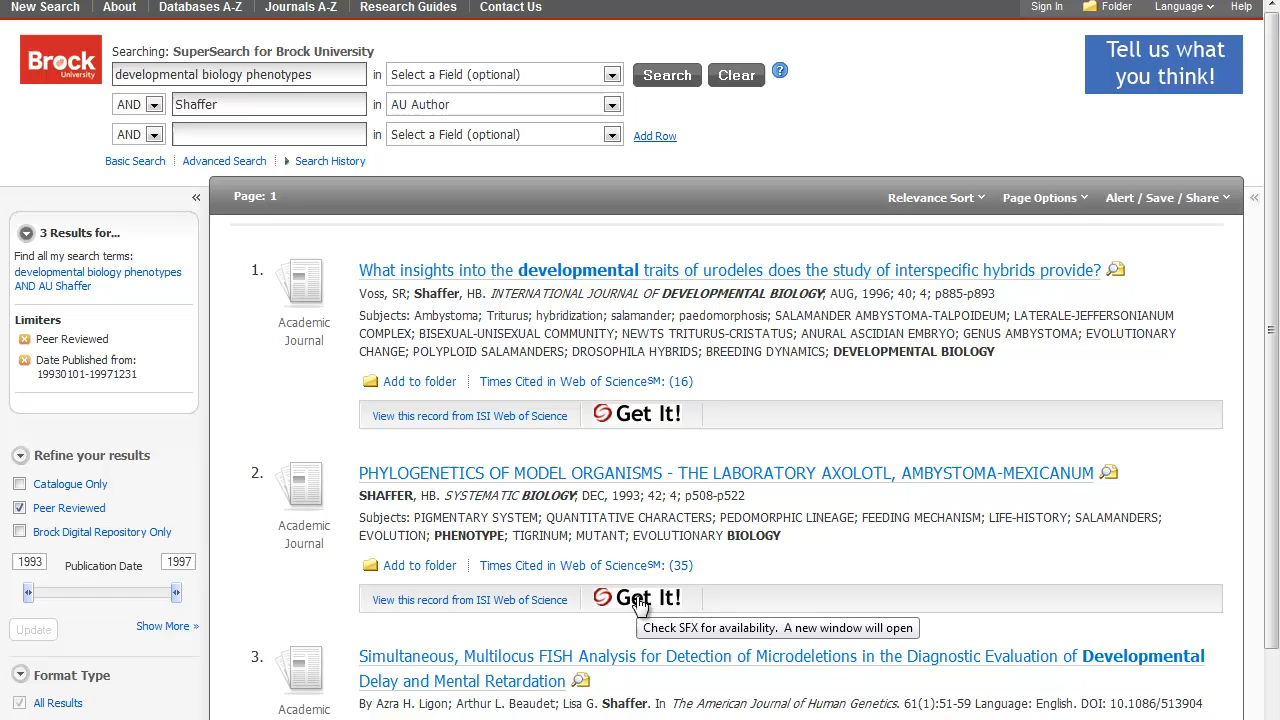 New Search About Databases A-Z Journals A-Z Research Guides Contact Us Sign In Folder Language Help
Brock University
Searching: SuperSearch for Brock University
Tell us what you think!
developmental biology phenotypes in Select a Field (optional) Search Clear ?
AND Shaffer in AU Author
AND in Select a Field (optional) Add Row
Basic Search Advanced Search Search History
«
3 Results for...
Find all my search terms:
developmental biology phenotypes
AND AU Shaffer
Limiters
Peer Reviewed
Date Published from:
19930101-19971231
Refine your results
Catalogue Only
Peer Reviewed
Brock Digital Repository Only
1993 Publication Date 1997
Show More »
Update
Format Type
All Results
Page: 1 Relevance Sort Page Options Alert / Save / Share «
1. What insights into the developmental traits of urodeles does the study of interspecific hybrids provide?
Academic
Journal
Voss, SR; Shaffer, HB. INTERNATIONAL JOURNAL OF DEVELOPMENTAL BIOLOGY; AUG, 1996; 40; 4; p885-p893
Subjects: Ambystoma; Triturus; hybridization; salamander; paedomorphosis; SALAMANDER AMBYSTOMA-TALPOIDEUM; LATERALE-JEFFERSONIANUM
COMPLEX; BISEXUAL-UNISEXUAL COMMUNITY; NEWTS TRITURUS-CRISTATUS; ANURAL ASCIDIAN EMBRYO; GENUS AMBYSTOMA; EVOLUTIONARY
CHANGE; POLYPLOID SALAMANDERS; DROSOPHILA HYBRIDS; BREEDING DYNAMICS; DEVELOPMENTAL BIOLOGY
Add to folder Times Cited in Web of Science℠: (16)
View this record from ISI Web of Science Get It!
2. PHYLOGENETICS OF MODEL ORGANISMS - THE LABORATORY AXOLOTL, AMBYSTOMA-MEXICANUM
Academic
Journal
SHAFFER, HB. SYSTEMATIC BIOLOGY; DEC, 1993; 42; 4; p508-p522
Subjects: PIGMENTARY SYSTEM; QUANTITATIVE CHARACTERS; PEDOMORPHIC LINEAGE; FEEDING MECHANISM; LIFE-HISTORY; SALAMANDERS;
EVOLUTION; PHENOTYPE; TIGRINUM; MUTANT; EVOLUTIONARY BIOLOGY
Add to folder Times Cited in Web of Science℠: (35)
View this record from ISI Web of Science Get It!
Check SFX for availability. A new window will open
3. Simultaneous, Multilocus FISH Analysis for Detection of Microdeletions in the Diagnostic Evaluation of Developmental
Delay and Mental Retardation
Academic
By Azra H. Ligon; Arthur L. Beaudet; Lisa G. Shaffer. In The American Journal of Human Genetics. 61(1):51-59 Language: English. DOI: 10.1086/513904